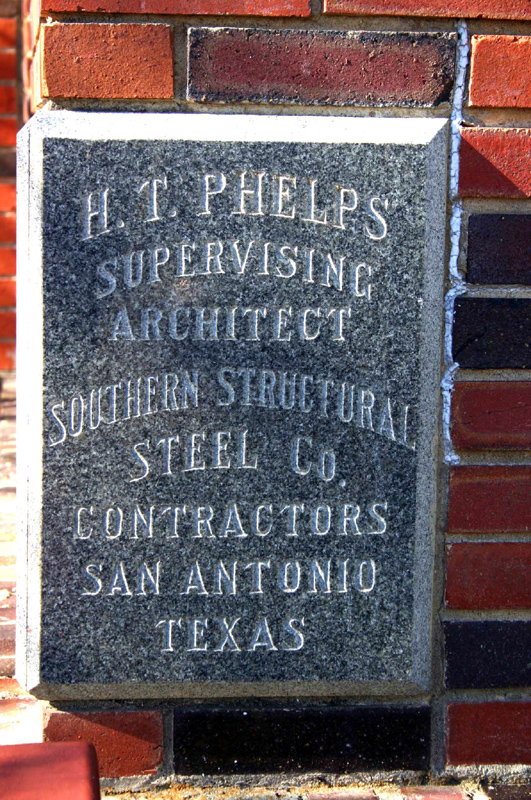 H. T. PHELPS
SUPERVISING
ARCHITECT
SOUTHERN STRUCTURAL
STEEL CO.
CONTRACTORS
SAN ANTONIO
TEXAS